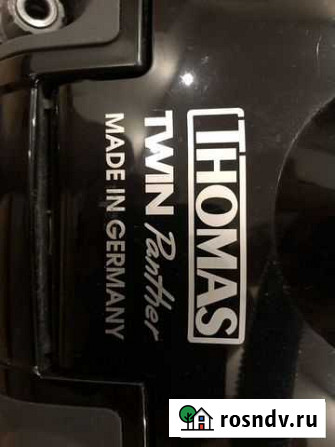 THOMAS
TWIN Panther
MADE IN GERMANY
rosndv.ru